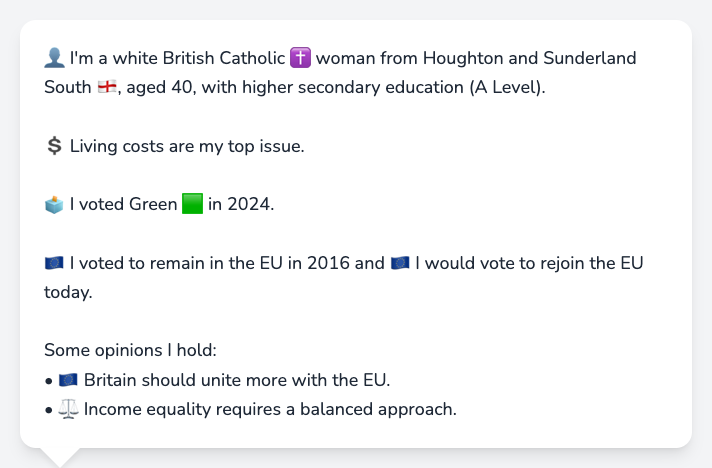 👤 I'm a white British Catholic ✝️ woman from Houghton and Sunderland
South 🏴󠁧󠁢󠁥󠁮󠁧󠁿, aged 40, with higher secondary education (A Level).
💲 Living costs are my top issue.
🗳️ I voted Green 🟩 in 2024.
🇪🇺 I voted to remain in the EU in 2016 and 🇪🇺 I would vote to rejoin the EU
today.
Some opinions I hold:
• 🇪🇺 Britain should unite more with the EU.
• ⚖️ Income equality requires a balanced approach.